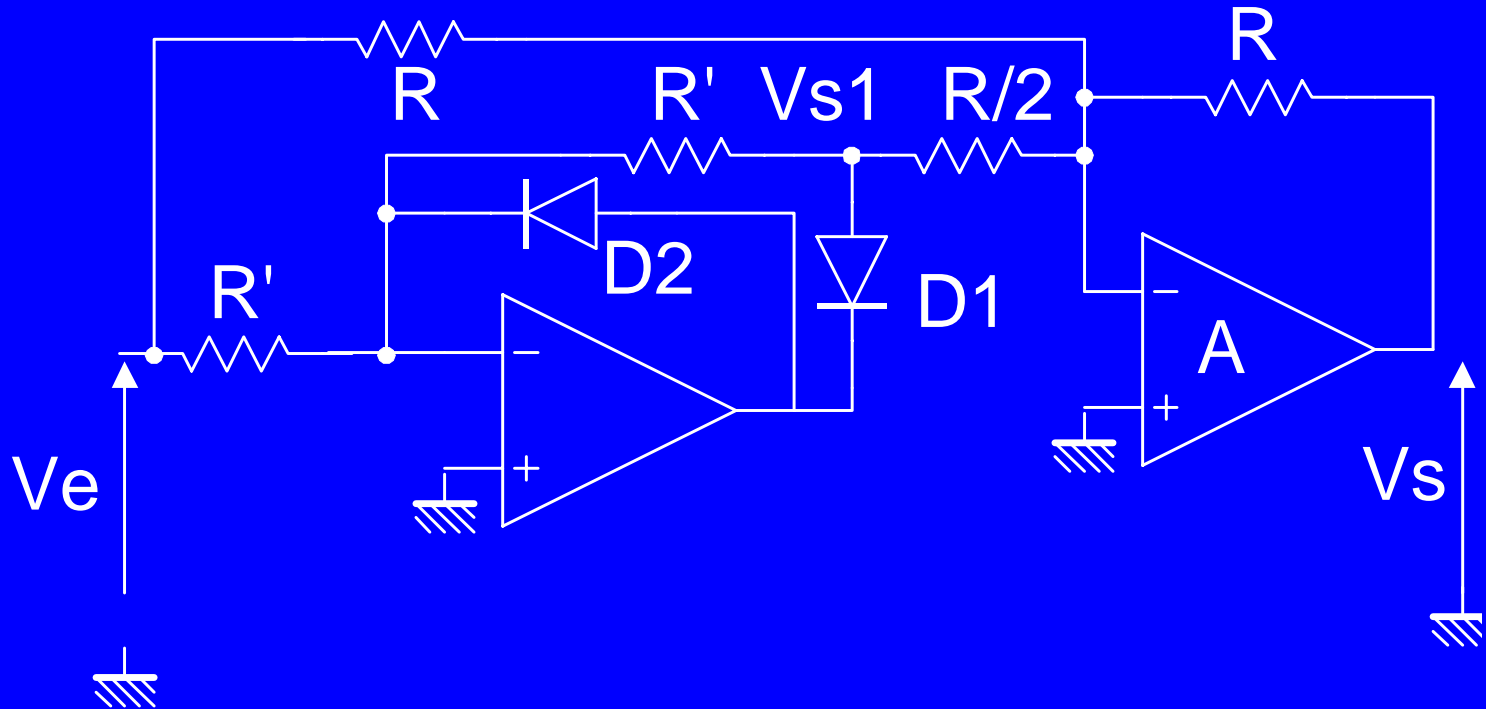 R
R
R'
Vs1
R/2
D2
D1
R'
−
−
A
+
+
Ve
Vs